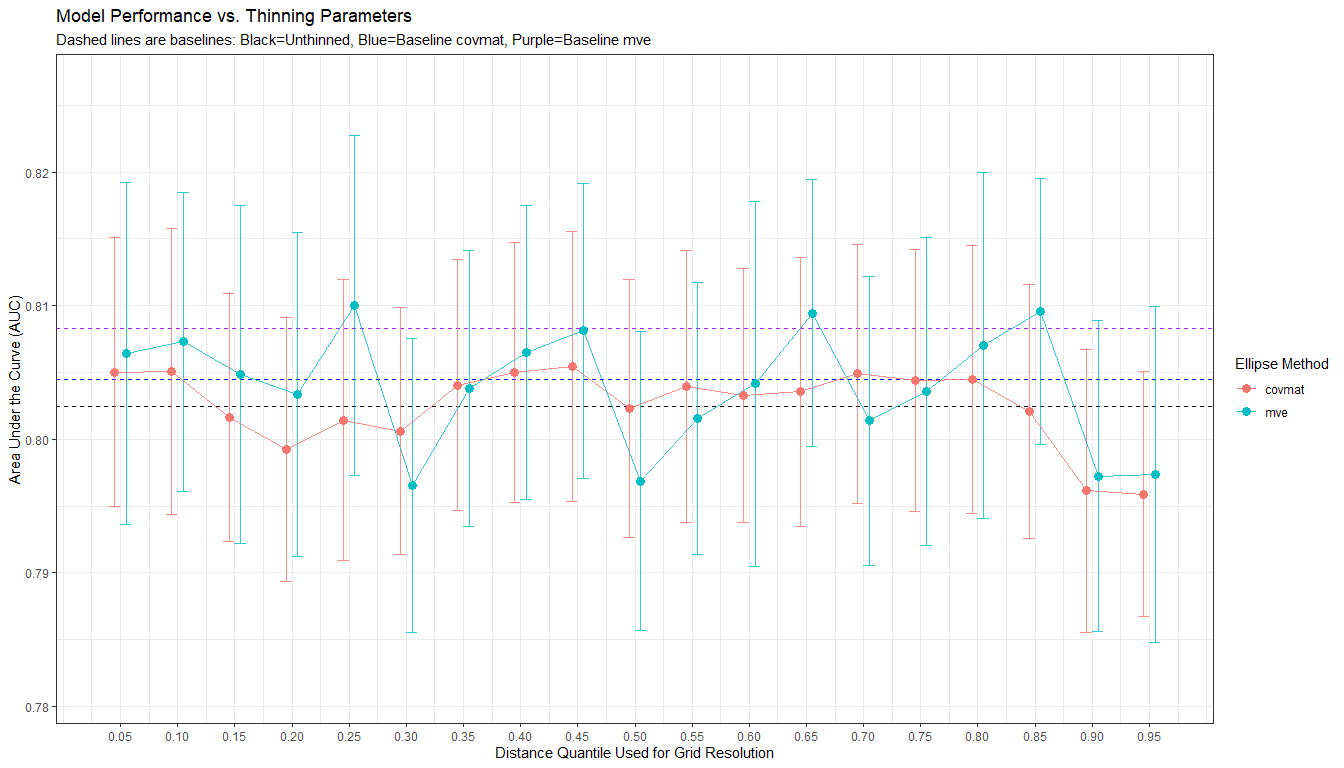 Model Performance vs. Thinning Parameters
Dashed lines are baselines: Black=Unthinned, Blue=Baseline covmat, Purple=Baseline mve
Area Under the Curve (AUC)
0.82
0.81
0.80
0.79
0.78
0.05 0.10 0.15 0.20 0.25 0.30 0.35 0.40 0.45 0.50 0.55 0.60 0.65 0.70 0.75 0.80 0.85 0.90 0.95
Distance Quantile Used for Grid Resolution
Ellipse Method
covmat
mve